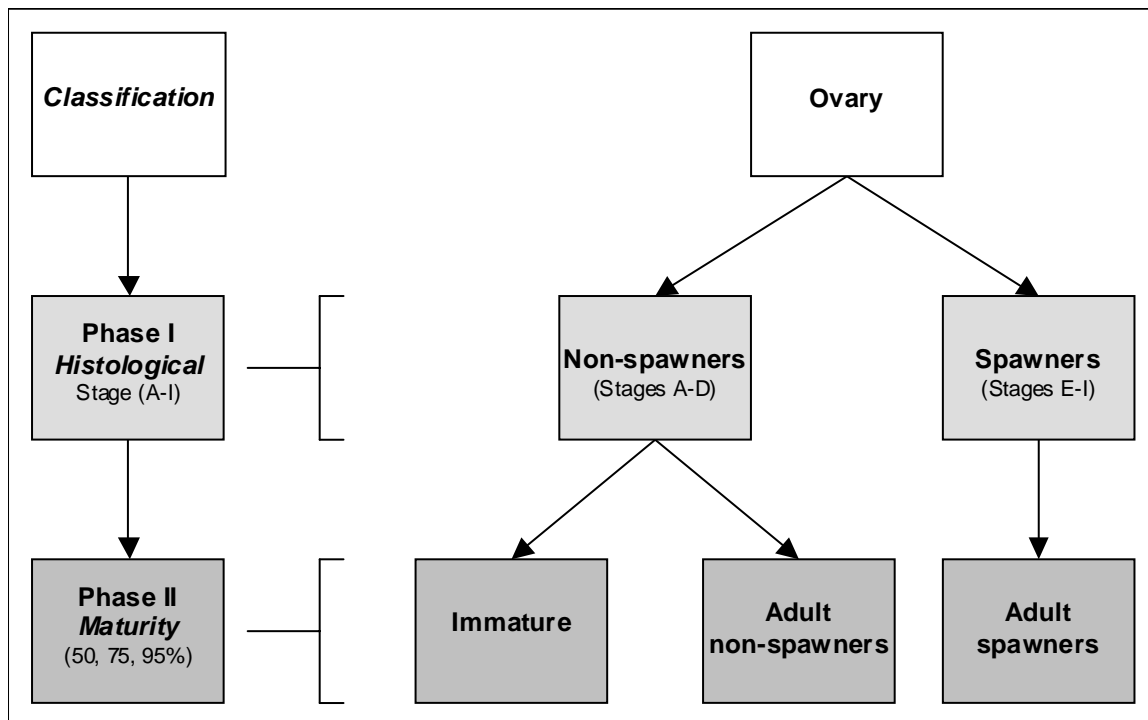 Classification
Ovary
Phase I
Histological
Stage (A-I)
Non-spawners
(Stages A-D)
Spawners
(Stages E-I)
Phase II
Maturity
(50, 75, 95%)
Immature
Adult
non-spawners
Adult
spawners